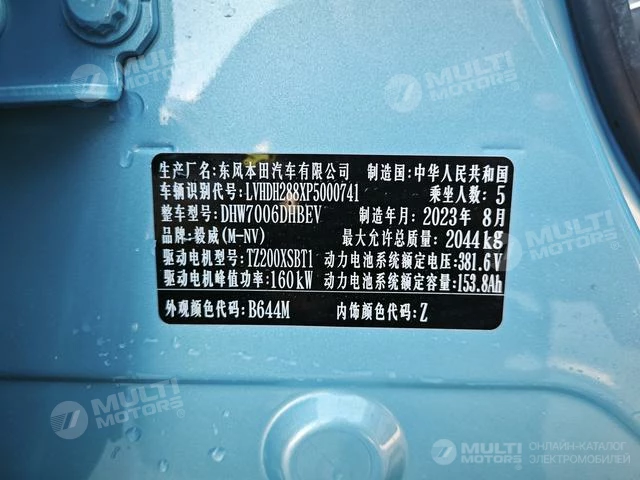 MULTI
MOTORS
MULTI
MOTORS
生产厂名:东风本田汽车有限公司 制造国:中华人民共和国
车辆识别代号:LVHDH288XP5000741 乘坐人数:5
整车型号:DHW7006DHBEV 制造年月:2023年8月
品牌:毅威(M-NV) 最大允许总质量:2044kg
驱动电机型号:TZ200XSBT1 动力电池系统额定电压:381.6V
驱动电机峰值功率:160kW 动力电池系统额定容量:153.8Ah
外观颜色代码:B644M 内饰颜色代码:Z
MULTI
MOTORS
MULTI
MOTORS
ОНЛАЙН-КАТАЛОГ
ЭЛЕКТРОМОБИЛЕЙ